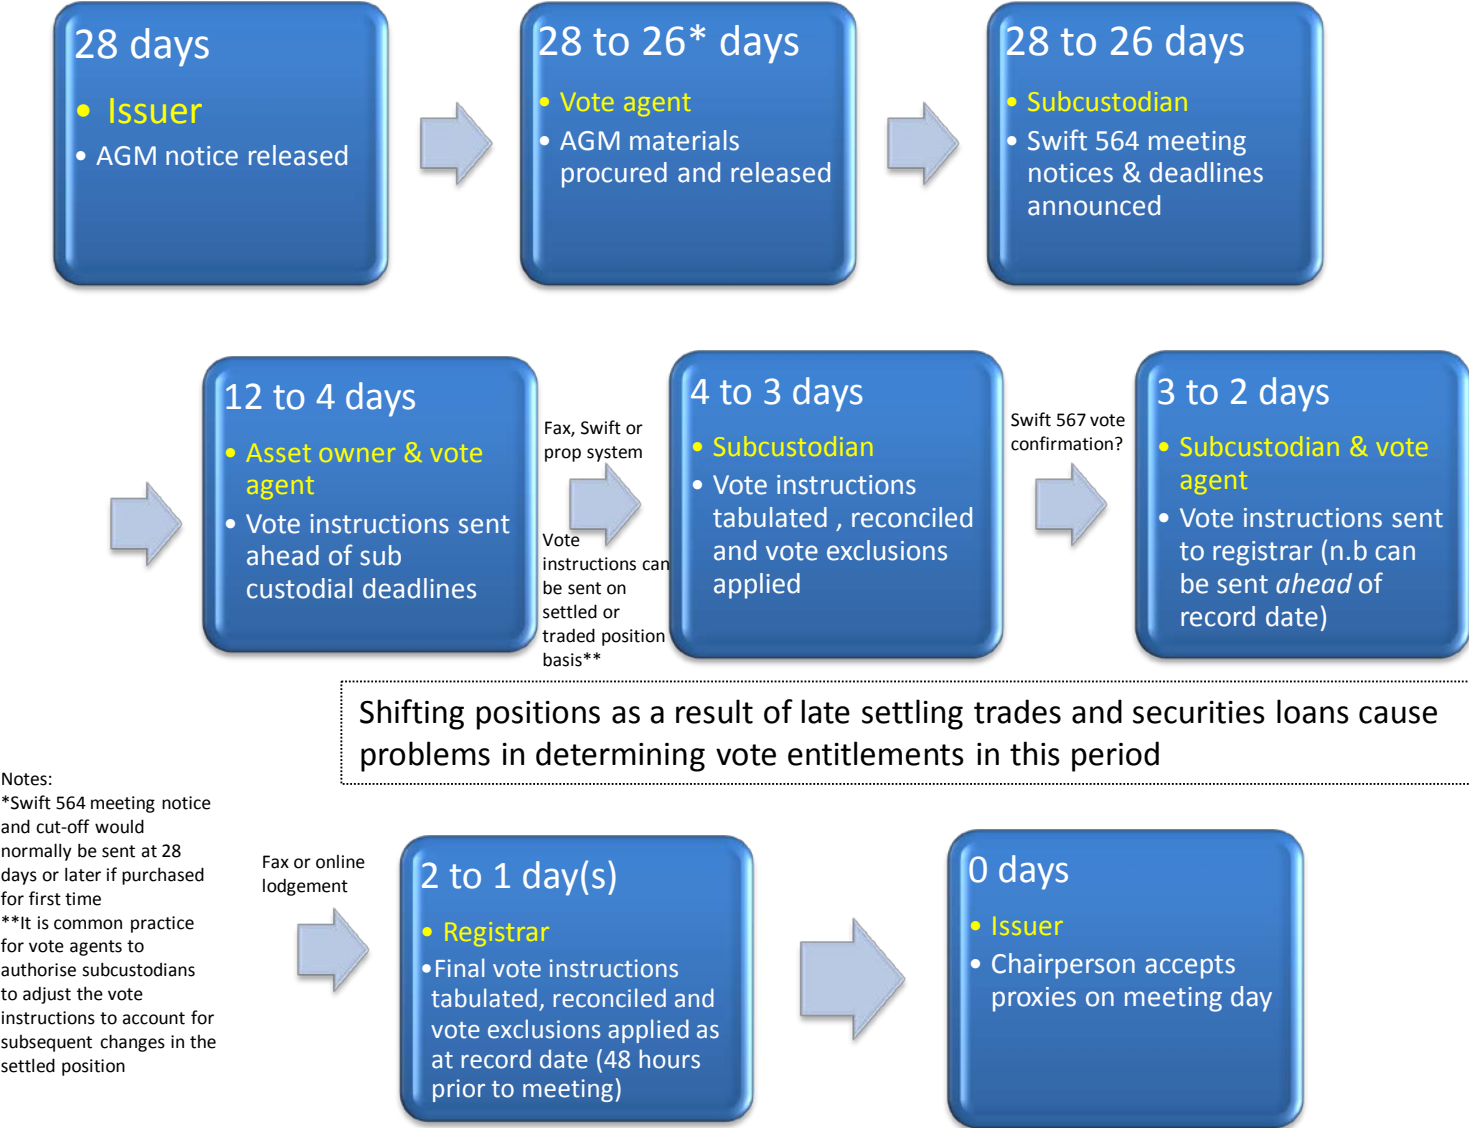 28 days
• Issuer
• AGM notice released
28 to 26* days
• Vote agent
• AGM materials
procured and released
28 to 26 days
• Subcustodian
• Swift 564 meeting
notices & deadlines
announced
12 to 4 days
• Asset owner & vote
agent
• Vote instructions sent
ahead of sub
custodial deadlines
Fax, Swift or
prop system
Vote
instructions can
be sent on
settled or
traded position
basis**
4 to 3 days
• Subcustodian
• Vote instructions
tabulated , reconciled
and vote exclusions
applied
Swift 567 vote
confirmation?
3 to 2 days
• Subcustodian & vote
agent
• Vote instructions sent
to registrar (n.b can
be sent ahead of
record date)
Shifting positions as a result of late settling trades and securities loans cause
problems in determining vote entitlements in this period
Notes:
*Swift 564 meeting notice
and cut-off would
normally be sent at 28
days or later if purchased
for first time
**It is common practice
for vote agents to
authorise subcustodians
to adjust the vote
instructions to account for
subsequent changes in the
settled position
Fax or online
lodgement
2 to 1 day(s)
• Registrar
•Final vote instructions
tabulated, reconciled and
vote exclusions applied as
at record date (48 hours
prior to meeting)
0 days
• Issuer
• Chairperson accepts
proxies on meeting day